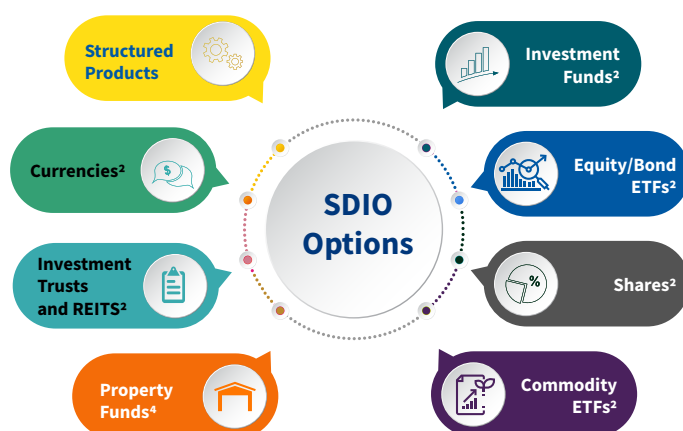 Structured
Products
Investment
Funds²
Currencies²
$
Equity/Bond
ETFs²
SDIO
Options
Investment
Trusts
and REITS²
%
Shares²
Property
Funds⁴
Commodity
ETFs²